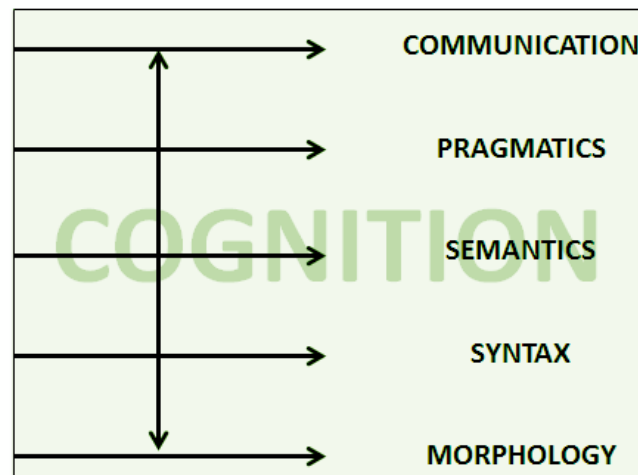 COMMUNICATION
PRAGMATICS
COGNITION
SEMANTICS
SYNTAX
MORPHOLOGY